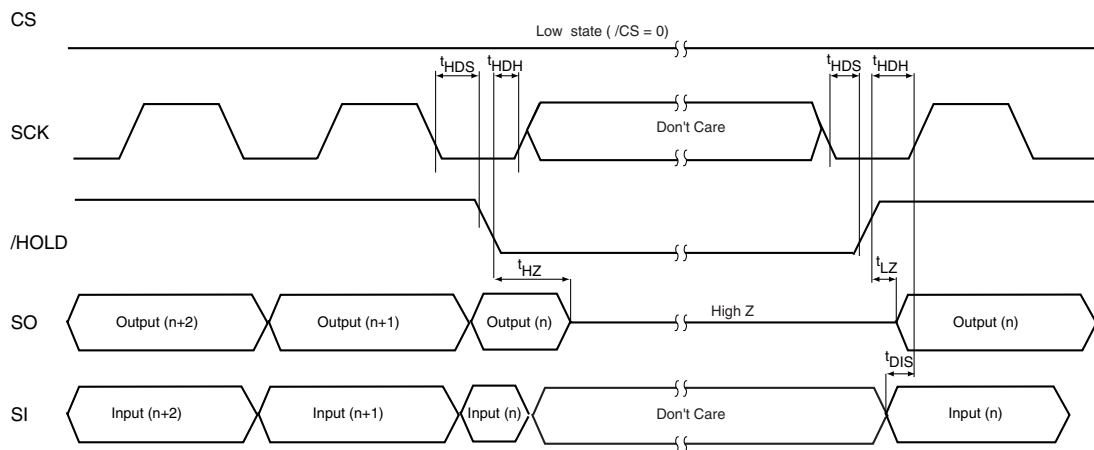 CS
Low state ( /CS = 0)
tHDS
tHDH
tHDS
tHDH
SCK
Don't Care
/HOLD
tHZ
tLZ
SO
Output (n+2)
Output (n+1)
Output (n)
High Z
Output (n)
tDIS
SI
Input (n+2)
Input (n+1)
Input (n)
Don't Care
Input (n)